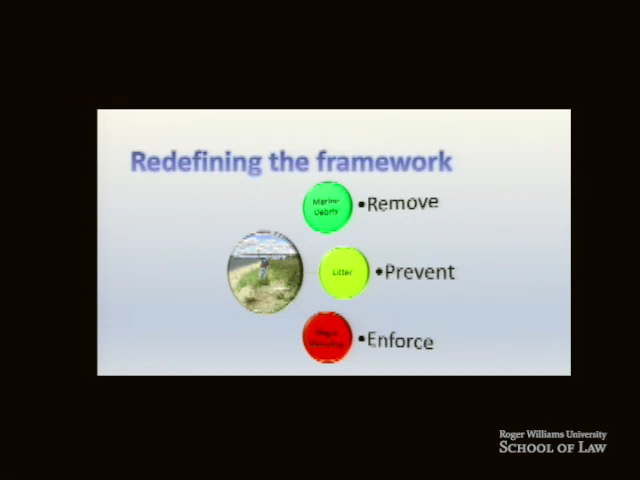 Redefining the framework
Marine
Debris
•Remove
Litter
•Prevent
Illegal
Dumping
•Enforce
Roger Williams University
SCHOOL OF LAW